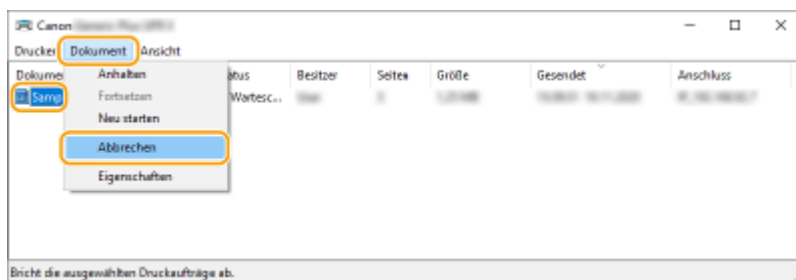 Canon
Drucker Dokument Ansicht
Dokume atus Besitzer Seiten Größe Gesendet Anschluss
Samp Wartesc...
Anhalten
Fortsetzen
Neu starten
Abbrechen
Eigenschaften
Bricht die ausgewählten Druckaufträge ab.